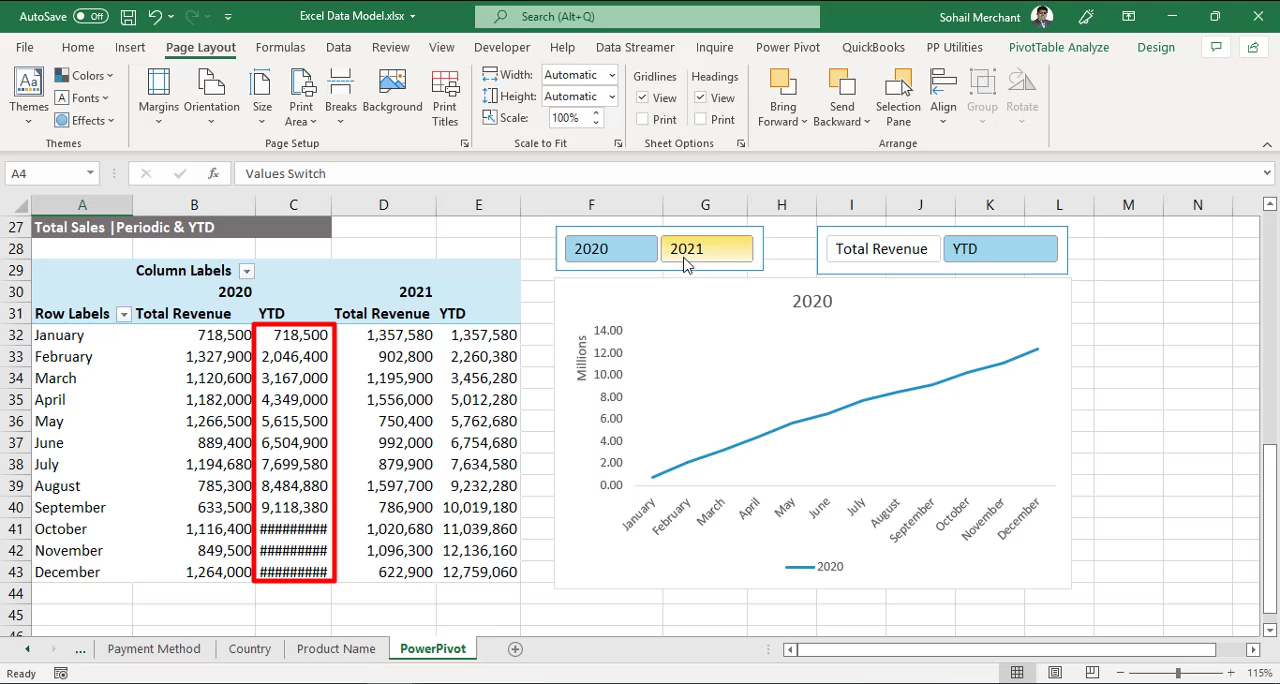 AutoSave Off Excel Data Model.xlsx Search (Alt+Q) Sohail Merchant
File Home Insert Page Layout Formulas Data Review View Developer Help Data Streamer Inquire Power Pivot QuickBooks PP Utilities PivotTable Analyze Design
Themes
Colors
Fonts
Effects
Themes
Margins
Orientation
Size
Print Area
Breaks
Background
Print Titles
Page Setup
Width: Automatic
Height: Automatic
Scale: 100%
Scale to Fit
Gridlines
View
Print
Headings
View
Print
Sheet Options
Bring Forward
Send Backward
Selection Pane
Align
Group
Rotate
Arrange
A4 fx Values Switch
A B C D E F G H I J K L M N
27 Total Sales |Periodic & YTD
28
29 Column Labels
30 2020 2021
31 Row Labels Total Revenue YTD Total Revenue YTD
32 January 718,500 718,500 1,357,580 1,357,580
33 February 1,327,900 2,046,400 902,800 2,260,380
34 March 1,120,600 3,167,000 1,195,900 3,456,280
35 April 1,182,000 4,349,000 1,556,000 5,012,280
36 May 1,266,500 5,615,500 750,400 5,762,680
37 June 889,400 6,504,900 992,000 6,754,680
38 July 1,194,680 7,699,580 879,900 7,634,580
39 August 785,300 8,484,880 1,597,700 9,232,280
40 September 633,500 9,118,380 786,900 10,019,180
41 October 1,116,400 ######### 1,020,680 11,039,860
42 November 849,500 ######### 1,096,300 12,136,160
43 December 1,264,000 ######### 622,900 12,759,060
44
45
46
2020 2021
Total Revenue YTD
2020
Millions
14.00
12.00
10.00
8.00
6.00
4.00
2.00
0.00
January February March April May June July August September October November December
2020
... Payment Method Country Product Name PowerPivot
Ready 115%